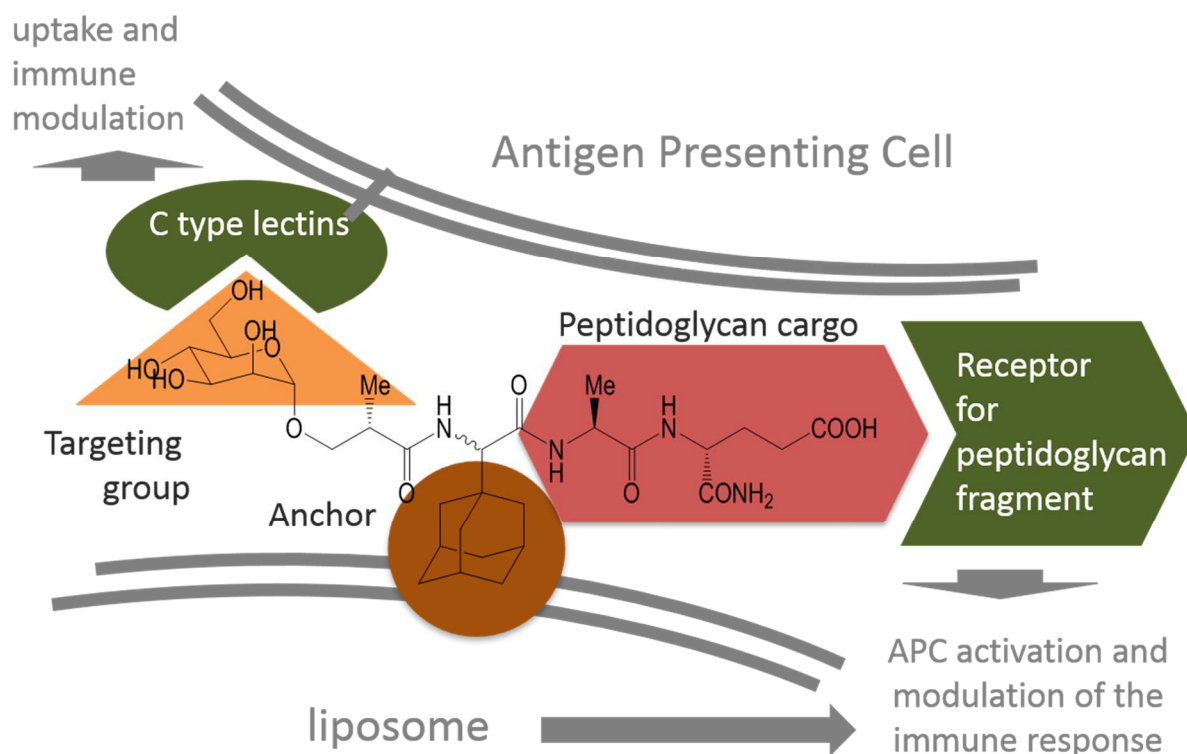 uptake and
immune
modulation
Antigen Presenting Cell
C type lectins
OH
OH
O
HO
HO
Me
O
Targeting
group
H
N
O
O
Anchor
Peptidoglycan cargo
Me
N
H
O
H
N
COOH
CONH₂
Receptor
for
peptidoglycan
fragment
liposome
APC activation and
modulation of the
immune response